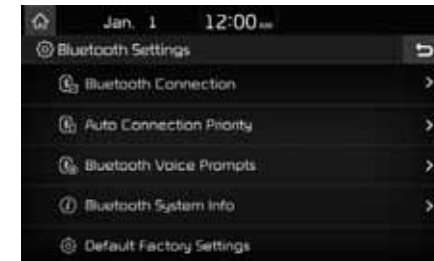 Jan. 1 12:00 AM
Bluetooth Settings
Bluetooth Connection
Auto Connection Priority
Bluetooth Voice Prompts
Bluetooth System Info
Default Factory Settings